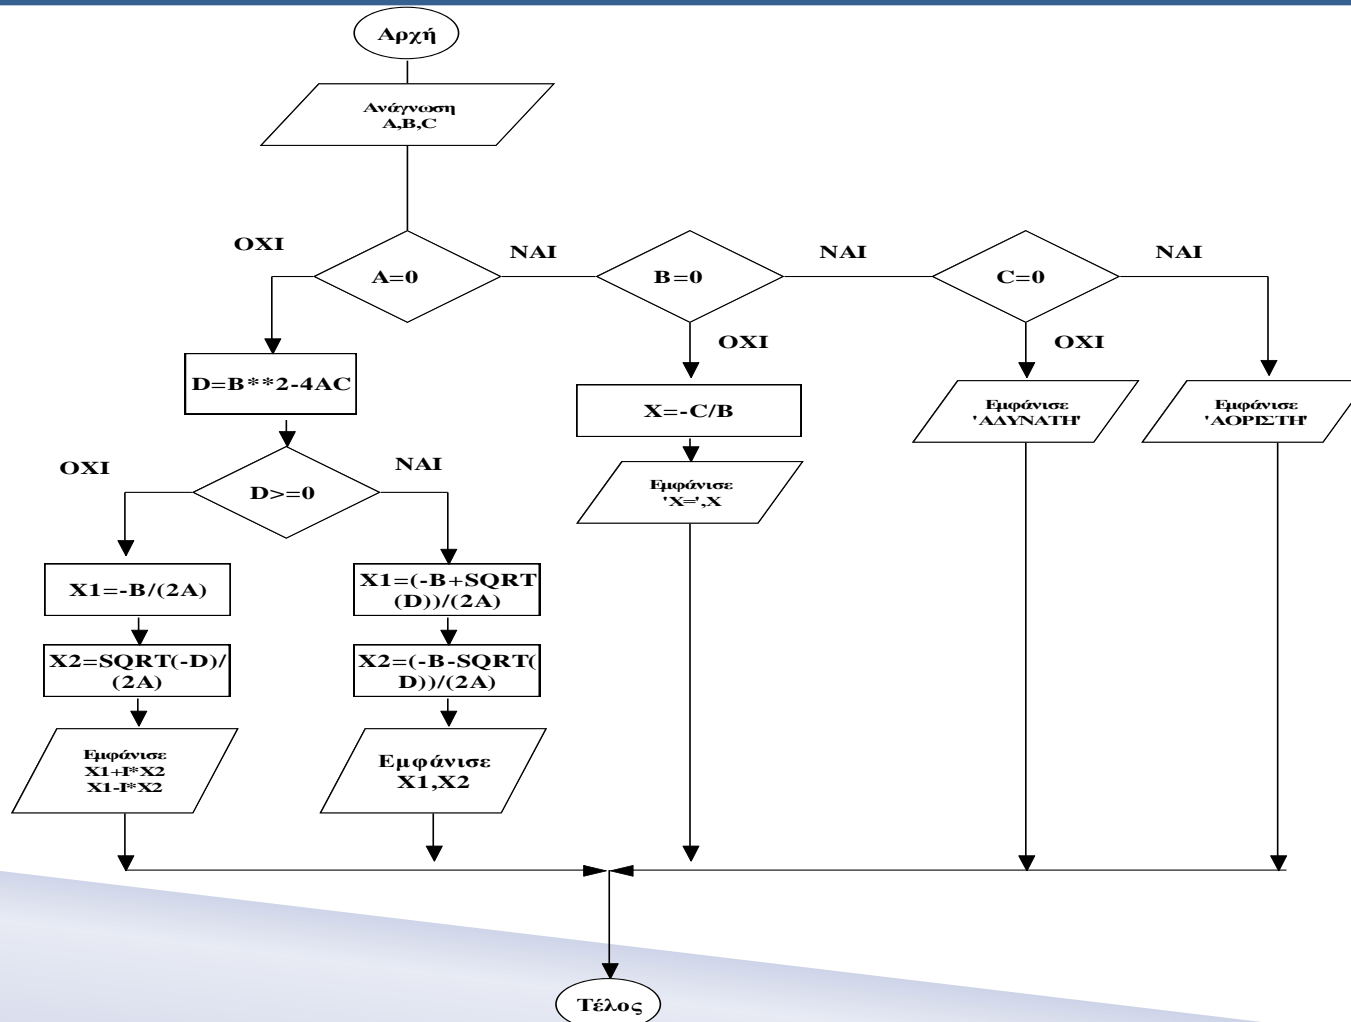 Αρχή
Ανάγνωση
A,B,C
ΟΧΙ
ΝΑΙ
ΝΑΙ
ΝΑΙ
A=0
B=0
C=0
ΟΧΙ
ΟΧΙ
D=B**2-4AC
X=-C/B
Εμφάνισε
'ΑΔΥΝΑΤΗ'
Εμφάνισε
'ΑΟΡΙΣΤΗ'
ΟΧΙ
ΝΑΙ
D>=0
Εμφάνισε
'X=',X
X1=-B/(2A)
X1=(-B+SQRT
(D))/(2A)
X2=SQRT(-D)/
(2A)
X2=(-B-SQRT(
D))/(2A)
Εμφάνισε
X1+I*X2
X1-I*X2
Εμφάνισε
X1,X2
Τέλος